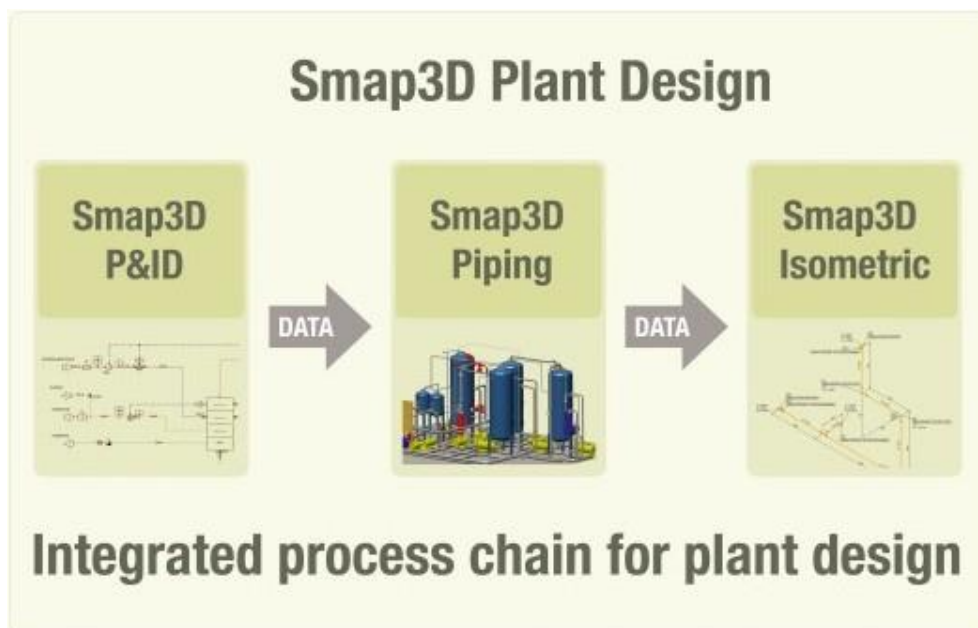 Smap3D Plant Design
Smap3D
P&ID
DATA
Smap3D
Piping
DATA
Smap3D
Isometric
Integrated process chain for plant design